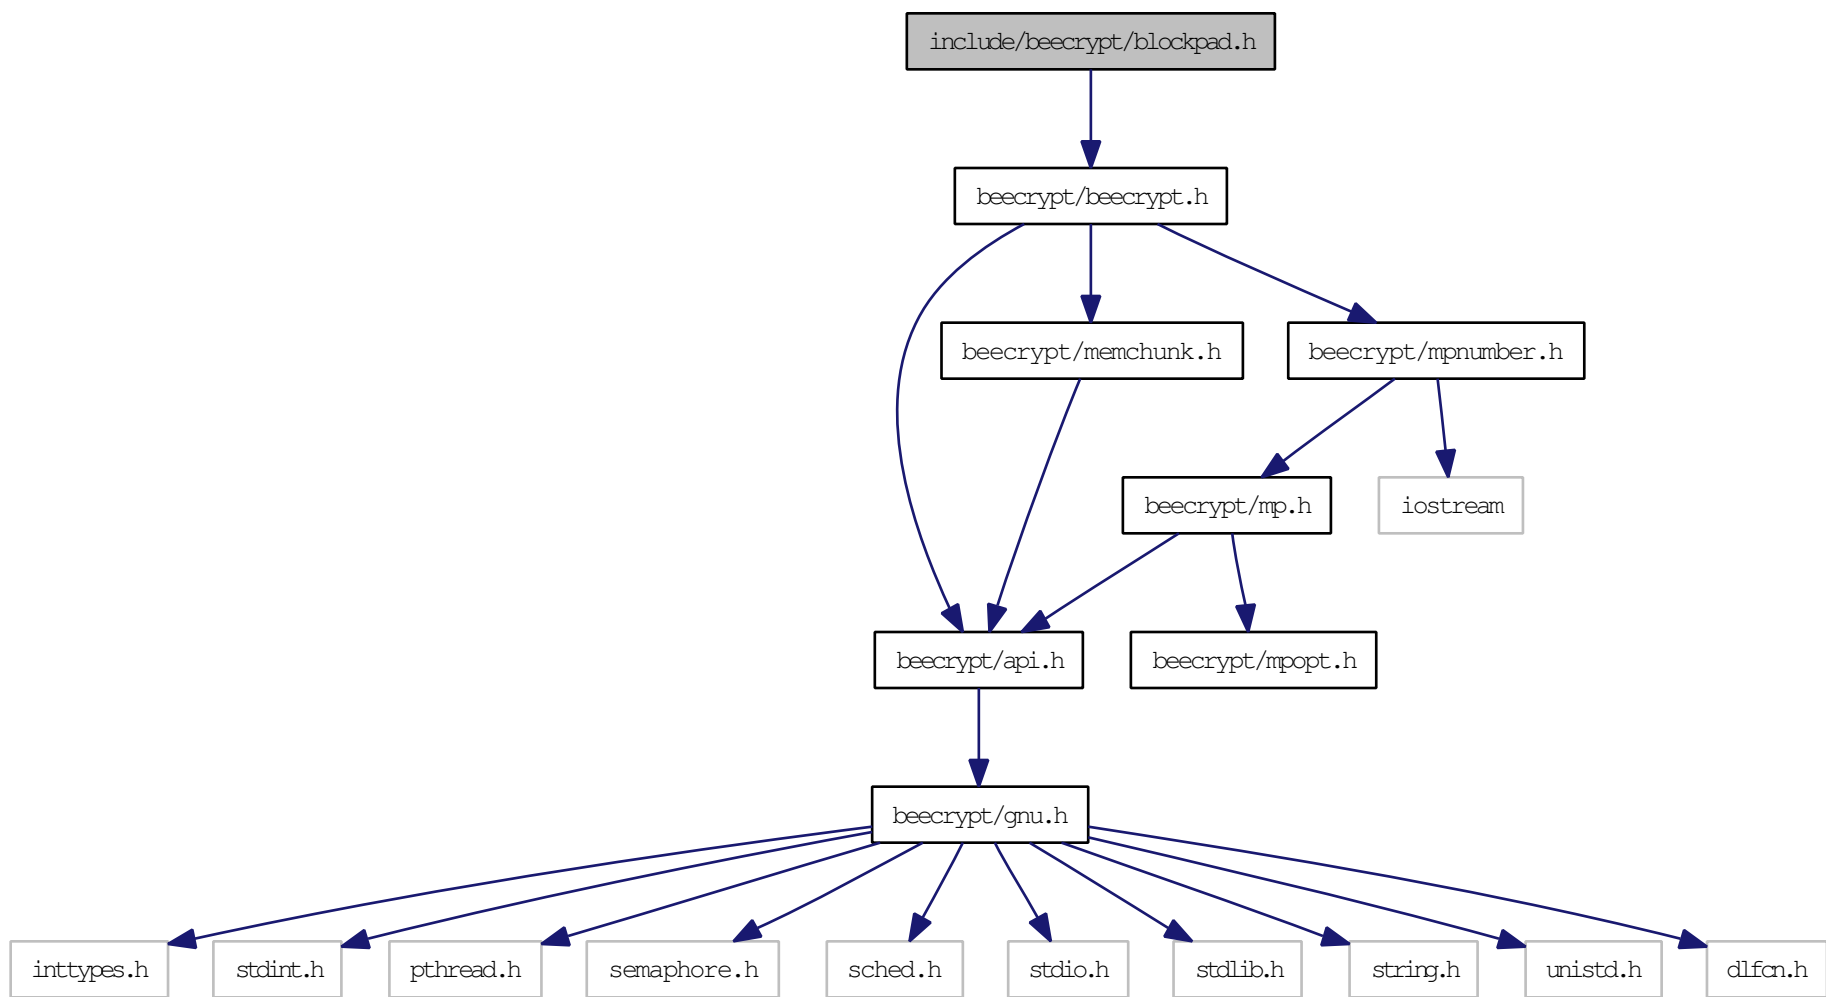 include/beecrypt/blockpad.h
beecrypt/beecrypt.h
beecrypt/memchunk.h
beecrypt/mpnumber.h
beecrypt/mp.h
iostream
beecrypt/api.h
beecrypt/mpopt.h
beecrypt/gnu.h
inttypes.h
stdint.h
pthread.h
semaphore.h
sched.h
stdio.h
stdlib.h
string.h
unistd.h
dlfcn.h